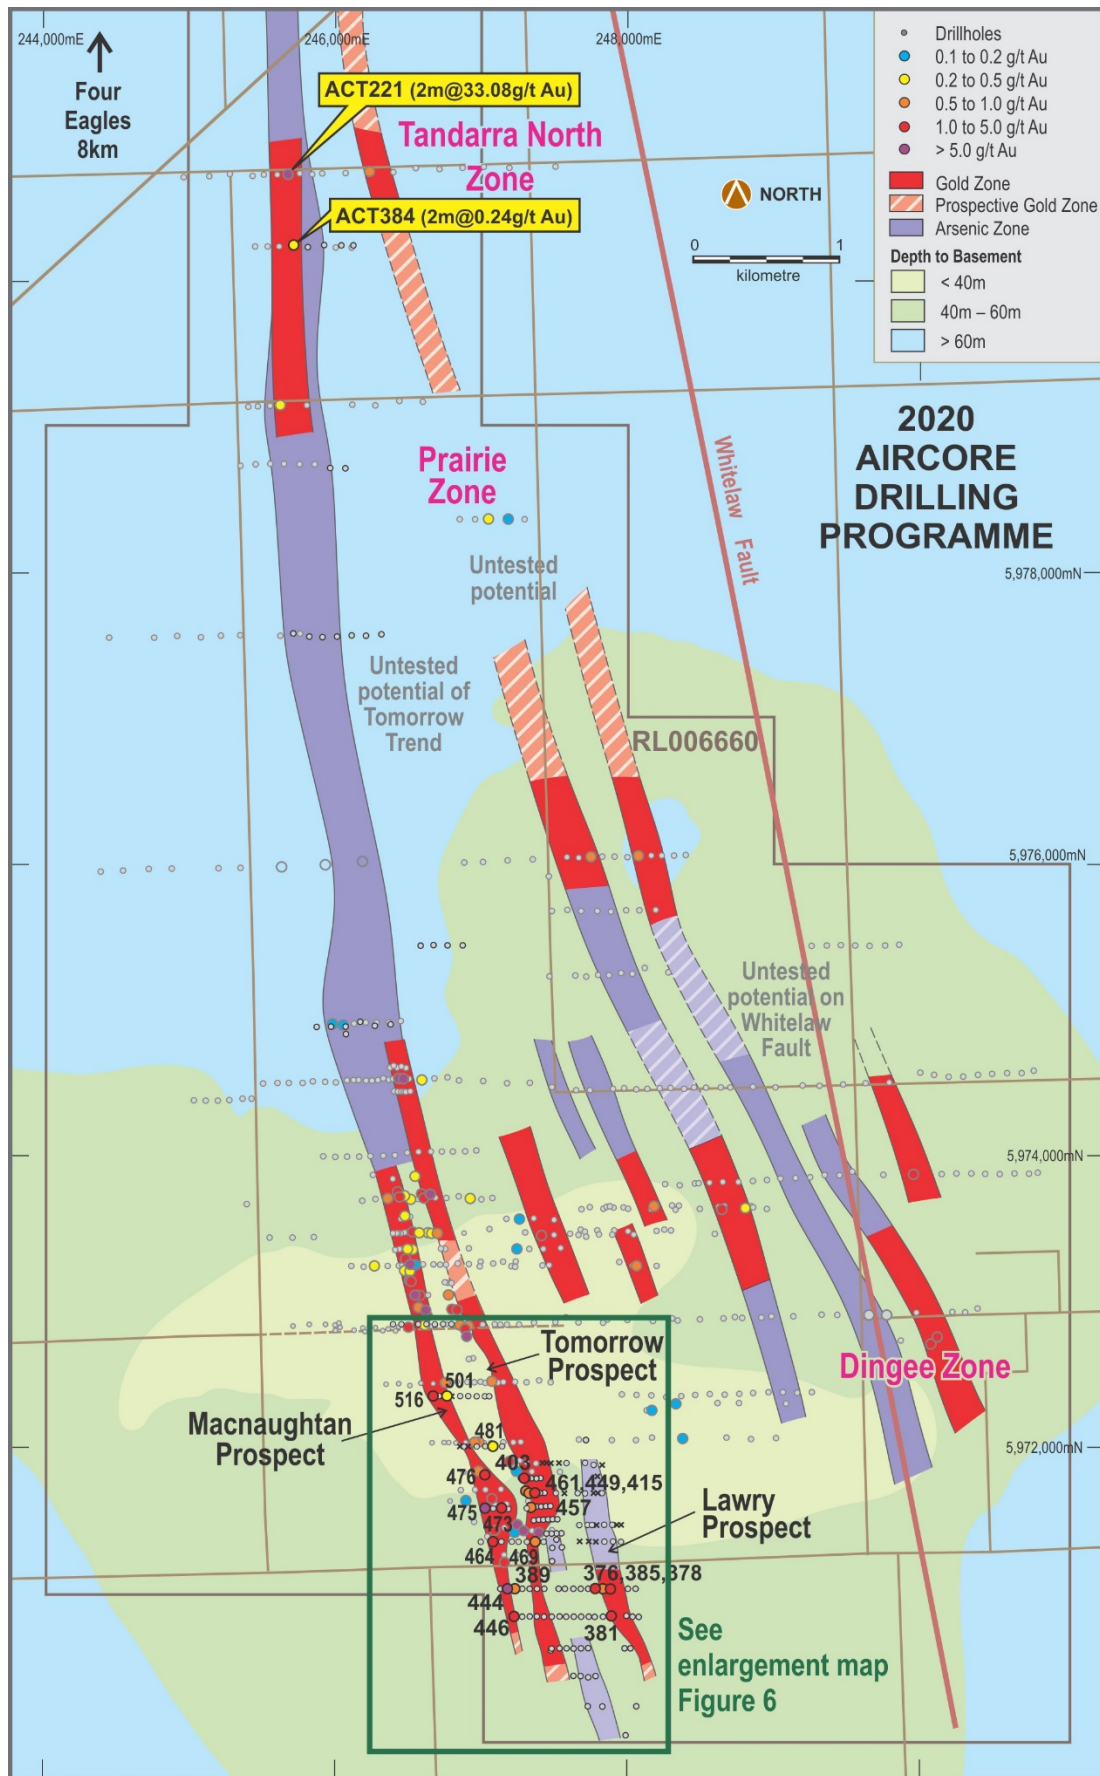 244,000mE
246,000mE
248,000mE
Four
Eagles
8km
ACT221 (2m@33.08g/t Au)
Tandarra North
Zone
ACT384 (2m@0.24g/t Au)
NORTH
0
1
kilometre
Drillholes
0.1 to 0.2 g/t Au
0.2 to 0.5 g/t Au
0.5 to 1.0 g/t Au
1.0 to 5.0 g/t Au
> 5.0 g/t Au
Gold Zone
Prospective Gold Zone
Arsenic Zone
Depth to Basement
< 40m
40m – 60m
> 60m
2020
AIRCORE
DRILLING
PROGRAMME
Prairie
Zone
Whitelaw Fault
Untested
potential
5,978,000mN
Untested
potential of
Tomorrow
Trend
RL006660
5,976,000mN
Untested
potential on
Whitelaw
Fault
5,974,000mN
Tomorrow
Prospect
Dingee Zone
501
516
Macnaughtan
Prospect
481
5,972,000mN
403
476
461,449,415
475
457
473
Lawry
Prospect
464
469
389
376,385,378
444
446
381
See
enlargement map
Figure 6